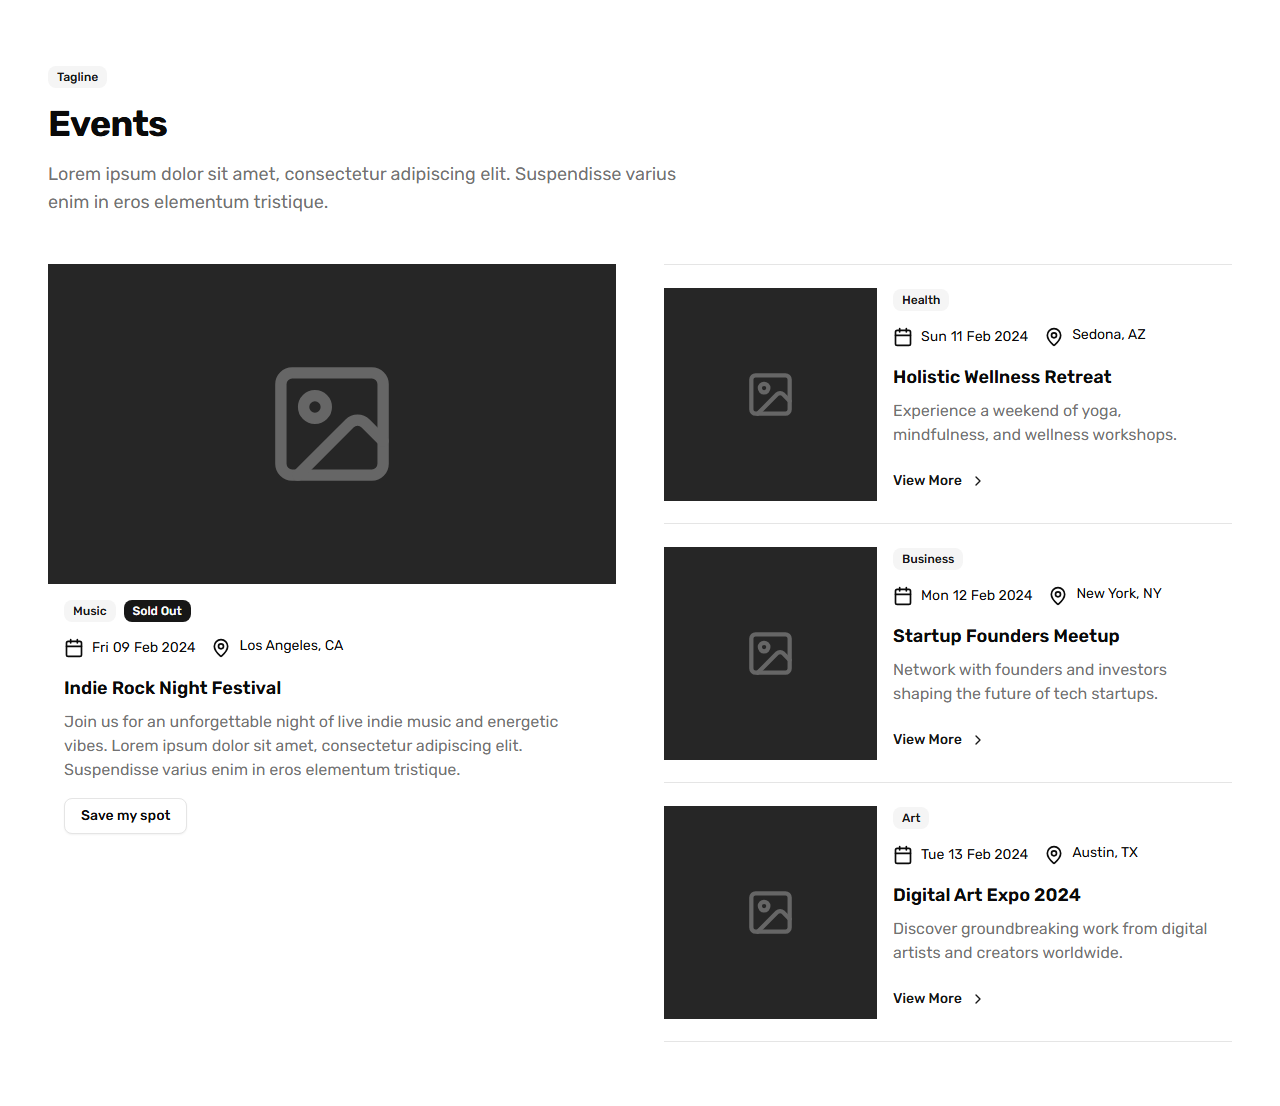 Tagline
Events
Lorem ipsum dolor sit amet, consectetur adipiscing elit. Suspendisse varius
enim in eros elementum tristique.
Music Sold Out
Fri 09 Feb 2024 Los Angeles, CA
Indie Rock Night Festival
Join us for an unforgettable night of live indie music and energetic
vibes. Lorem ipsum dolor sit amet, consectetur adipiscing elit.
Suspendisse varius enim in eros elementum tristique.
Save my spot
Health
Sun 11 Feb 2024 Sedona, AZ
Holistic Wellness Retreat
Experience a weekend of yoga,
mindfulness, and wellness workshops.
View More
Business
Mon 12 Feb 2024 New York, NY
Startup Founders Meetup
Network with founders and investors
shaping the future of tech startups.
View More
Art
Tue 13 Feb 2024 Austin, TX
Digital Art Expo 2024
Discover groundbreaking work from digital
artists and creators worldwide.
View More